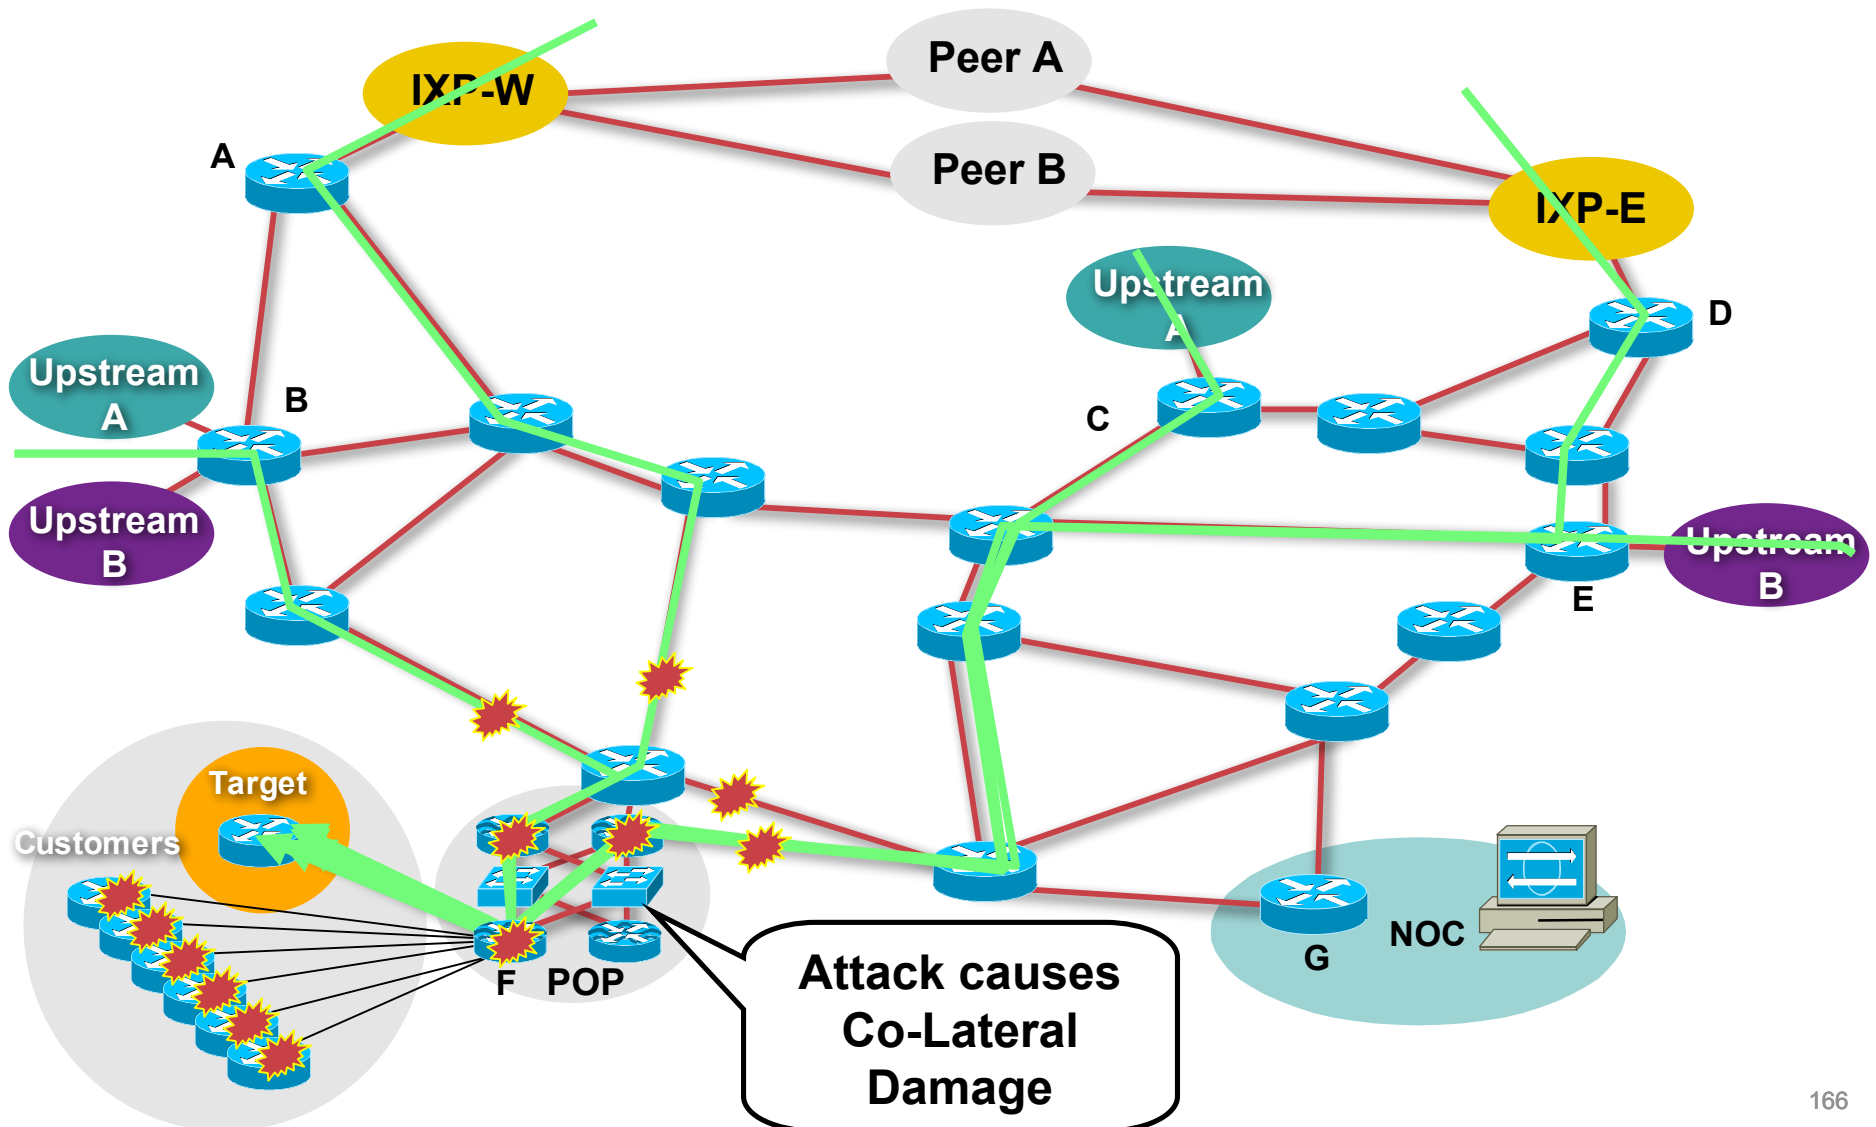 Peer A
IXP-W
A
Peer B
IXP-E
Upstream
A
D
Upstream
A
B
C
Upstream
B
Upstream
B
E
Target
Customers
F
POP
G
NOC
Attack causes
Co-Lateral
Damage
166